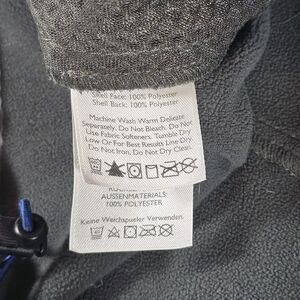 Shell Face: 100% Polyester
Shell Back: 100% Polyester
Machine Wash Warm Delicate
Seperately. Do Not Bleach. Do Not
Use Fabric Softeners. Tumble Dry
Low Or For Best Results Line Dry.
Do Not Iron. Do Not Dry Clean.
AUSSENMATERIALS:
100% POLYESTER
Keine Weichspueler Verwenden.